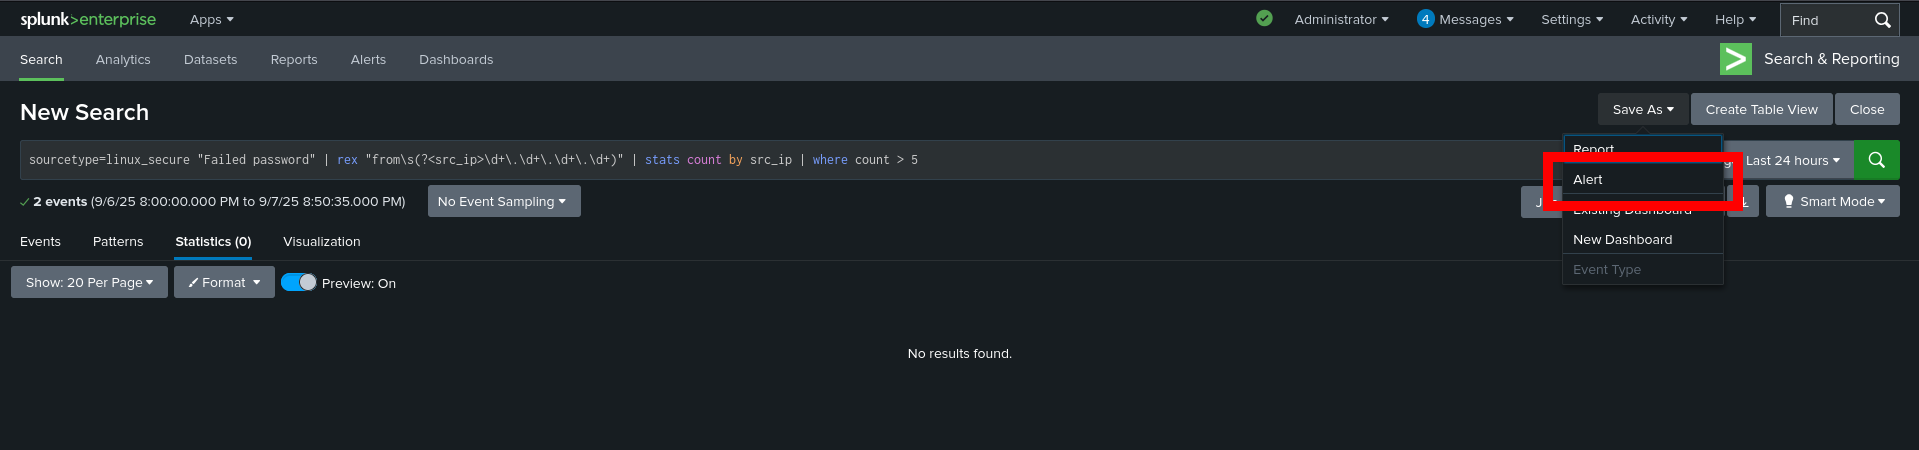 splunk>enterprise Apps Administrator 4 Messages Settings Activity Help Find
Search Analytics Datasets Reports Alerts Dashboards Search & Reporting
New Search Save As Create Table View Close
Report
sourcetype=linux_secure "Failed password" | rex "from\s(?<src_ip>\d+\.\d+\.\d+\.\d+)" | stats count by src_ip | where count > 5 Last 24 hours
Alert
2 events (9/6/25 8:00:00.000 PM to 9/7/25 8:50:35.000 PM) No Event Sampling Smart Mode
Existing Dashboard
Events Patterns Statistics (0) Visualization New Dashboard
Event Type
Show: 20 Per Page Format Preview: On
No results found.